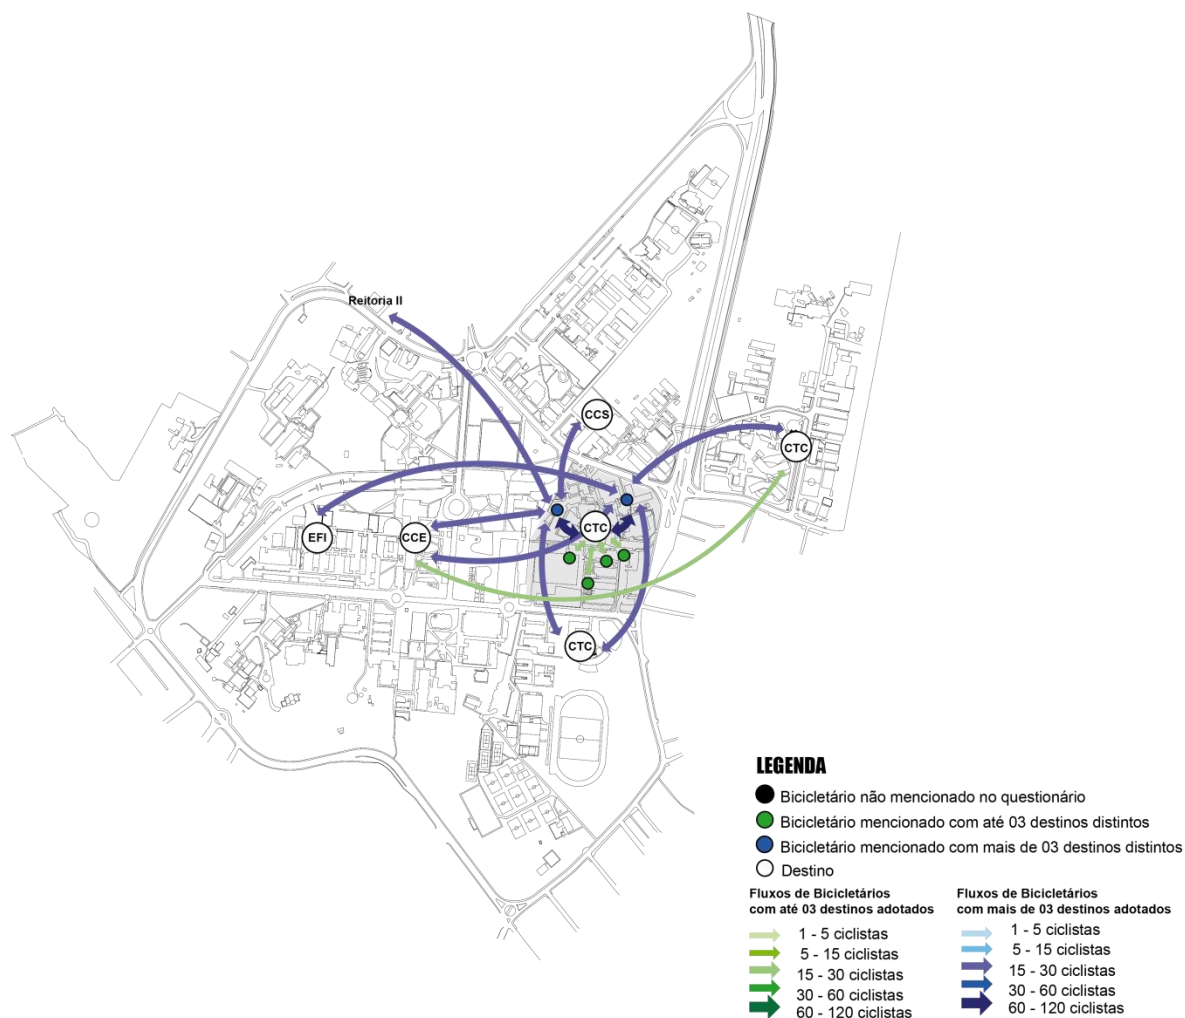 Reitoria II
CCS
CTC
CTC
EFI
CCE
CTC
LEGENDA
Bicicletário não mencionado no questionário
Bicicletário mencionado com até 03 destinos distintos
Bicicletário mencionado com mais de 03 destinos distintos
Destino
Fluxos de Bicicletários
com até 03 destinos adotados
1 - 5 ciclistas
5 - 15 ciclistas
15 - 30 ciclistas
30 - 60 ciclistas
60 - 120 ciclistas
Fluxos de Bicicletários
com mais de 03 destinos adotados
1 - 5 ciclistas
5 - 15 ciclistas
15 - 30 ciclistas
30 - 60 ciclistas
60 - 120 ciclistas